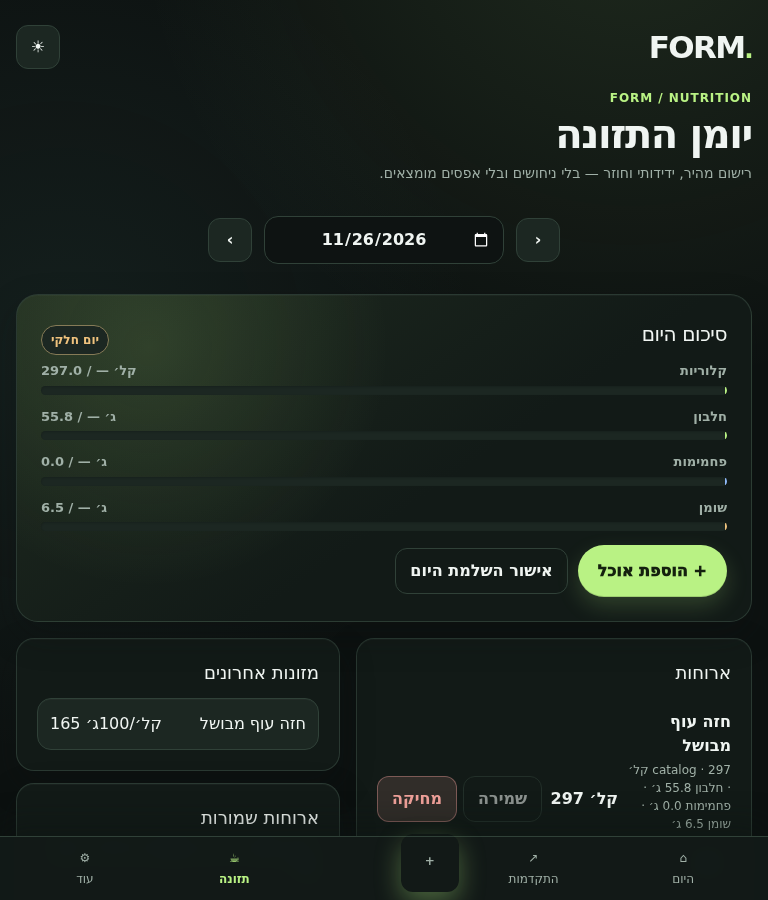 FORM.
FORM / NUTRITION
יומן התזונה
רישום מהיר, ידידותי וחוזר — בלי ניחושים ובלי אפסים מומצאים.
11/26/2026
סיכום היום
יום חלקי
קלוריות
297.0 / — קל׳
חלבון
55.8 / — ג׳
פחמימות
0.0 / — ג׳
שומן
6.5 / — ג׳
+ הוספת אוכל
אישור השלמת היום
ארוחות
חזה עוף
מבושל
catalog · 297 קל׳
· חלבון 55.8 ג׳ ·
פחמימות 0.0 ג׳ ·
שומן 6.5 ג׳
297 קל׳
שמירה
מחיקה
מזונות אחרונים
חזה עוף מבושל
165 קל׳/100ג׳
ארוחות שמורות
היום
התקדמות
+
תזונה
עוד